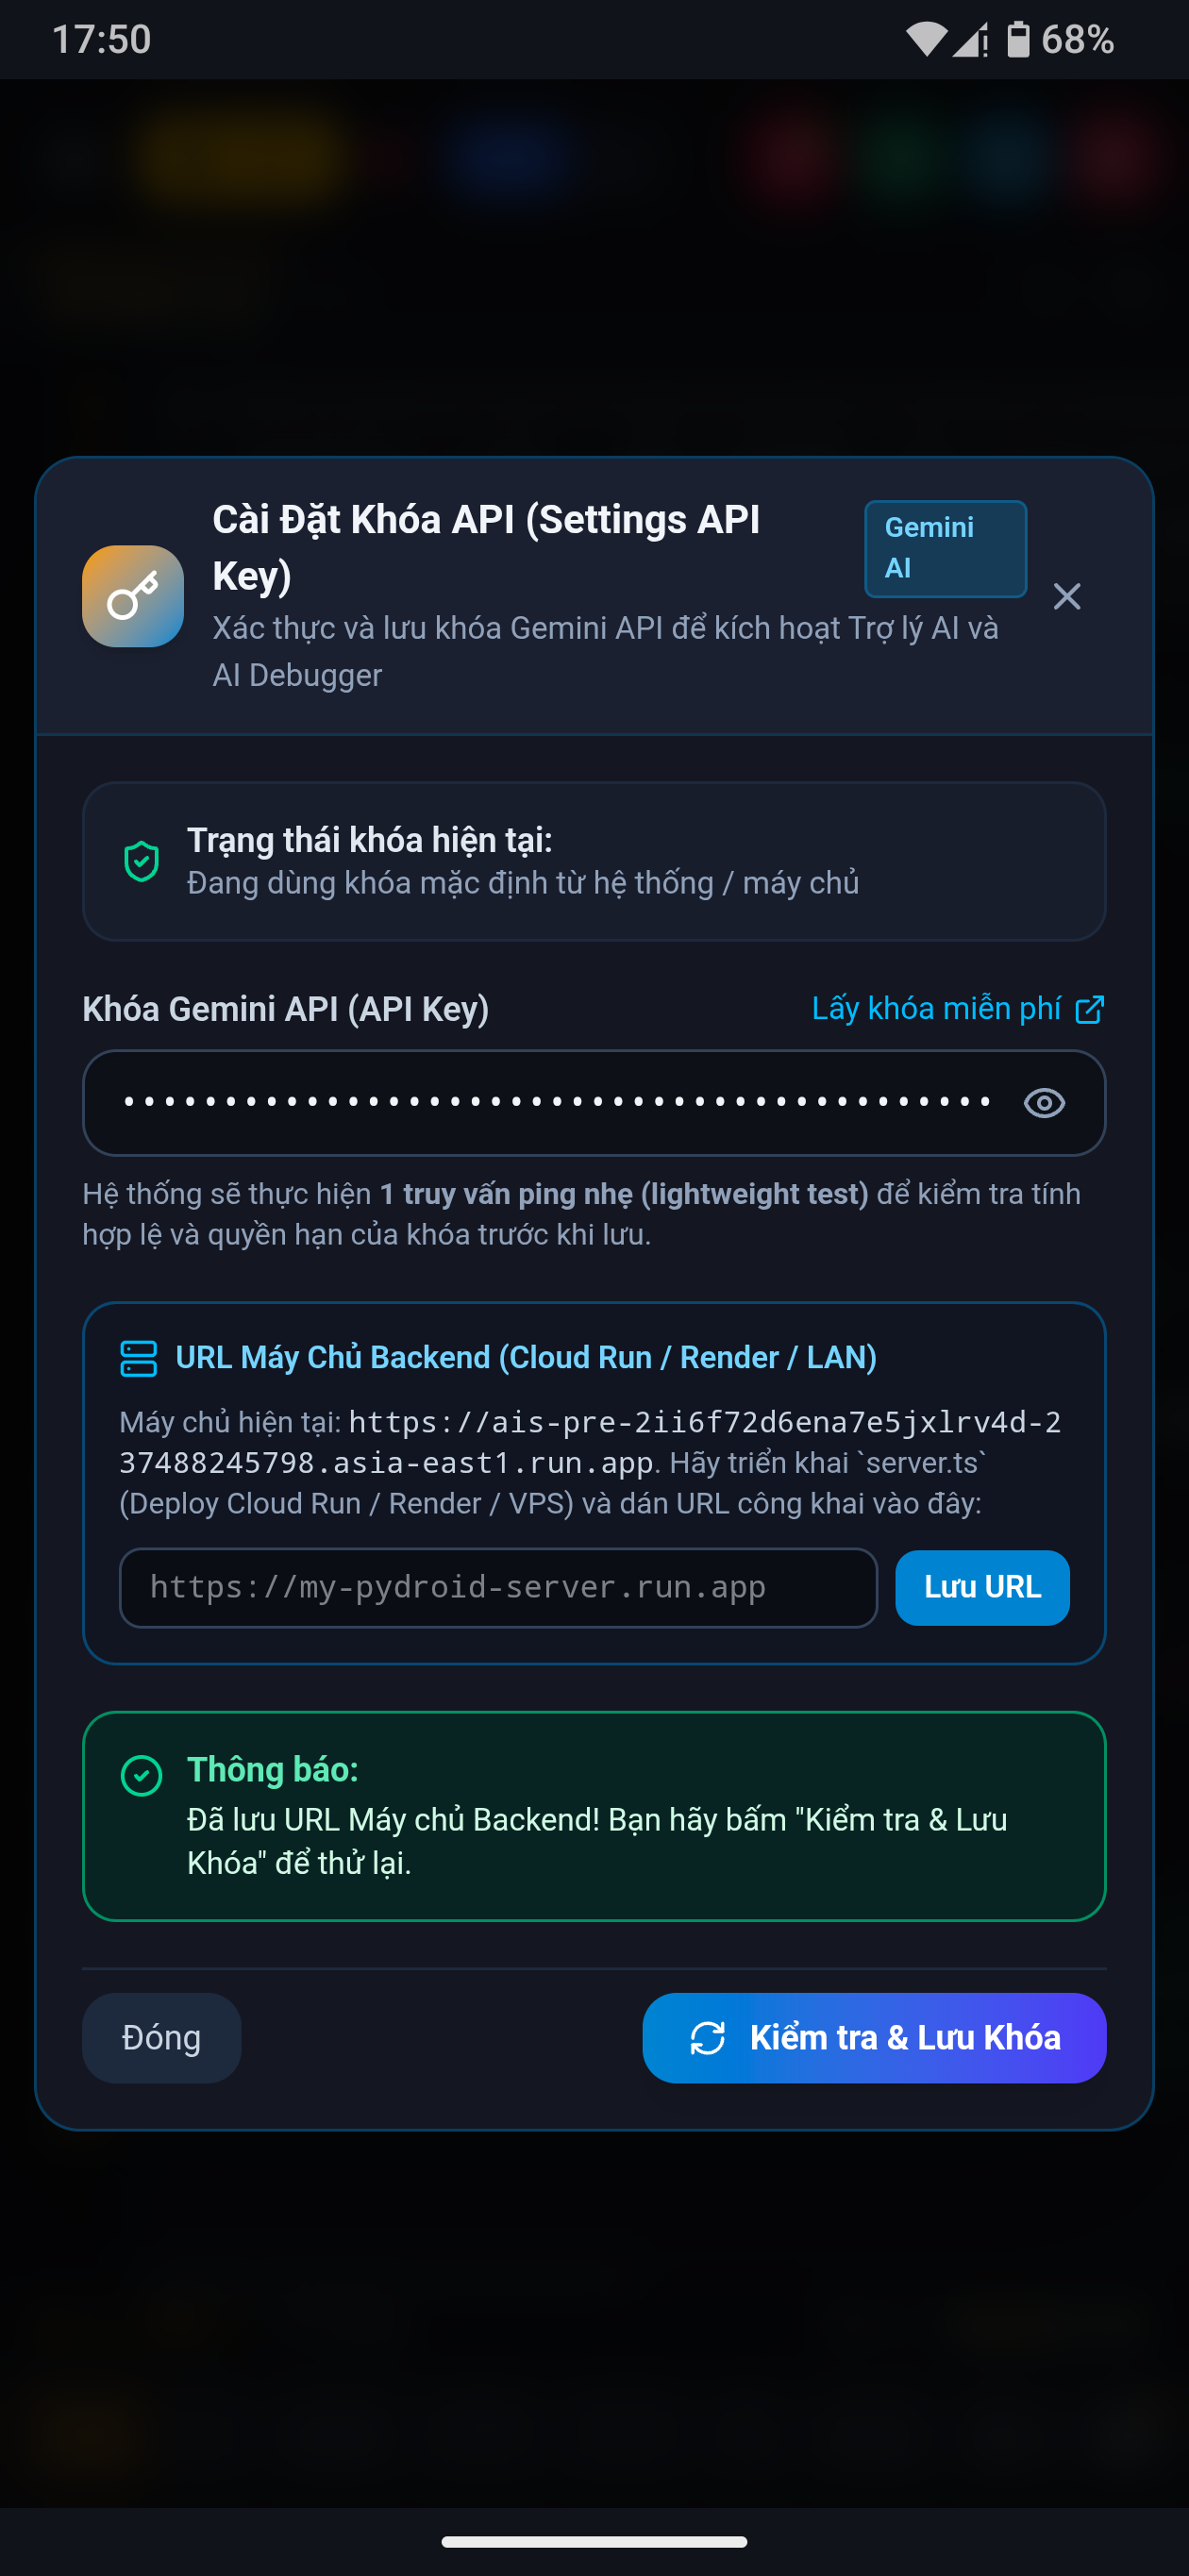 17:50
68%
Cài Đặt Khóa API (Settings API
Key)
Gemini
AI
Xác thực và lưu khóa Gemini API để kích hoạt Trợ lý AI và
AI Debugger
Trạng thái khóa hiện tại:
Đang dùng khóa mặc định từ hệ thống / máy chủ
Khóa Gemini API (API Key)
Lấy khóa miễn phí
•••••••••••••••••••••••••••••••••••••••••••
Hệ thống sẽ thực hiện 1 truy vấn ping nhẹ (lightweight test) để kiểm tra tính
hợp lệ và quyền hạn của khóa trước khi lưu.
URL Máy Chủ Backend (Cloud Run / Render / LAN)
Máy chủ hiện tại: https://ais-pre-2ii6f72d6ena7e5jxlrv4d-2
37488245798.asia-east1.run.app. Hãy triển khai `server.ts`
(Deploy Cloud Run / Render / VPS) và dán URL công khai vào đây:
https://my-pydroid-server.run.app
Lưu URL
Thông báo:
Đã lưu URL Máy chủ Backend! Bạn hãy bấm "Kiểm tra & Lưu
Khóa" để thử lại.
Đóng
Kiểm tra & Lưu Khóa